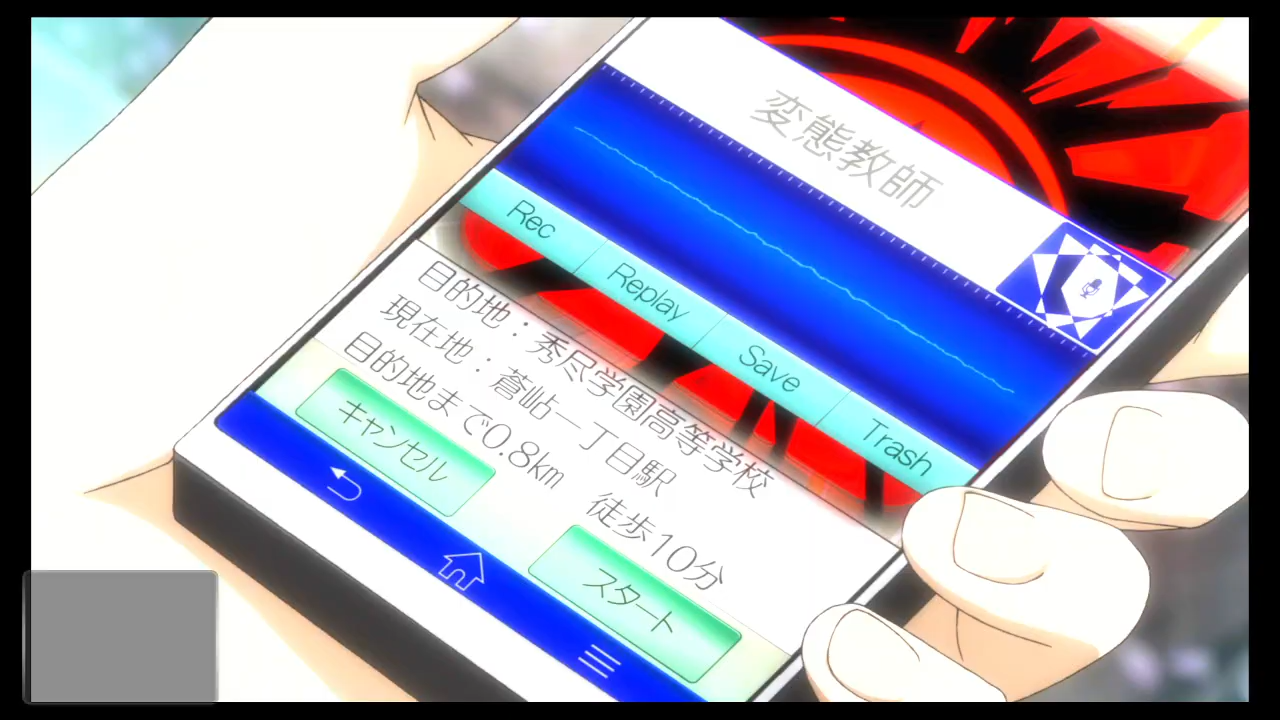 変態教師
Rec
Replay
Save
Trash
目的地：秀尽学園高等学校
現在地：蒼山一丁目駅
目的地まで0.8km 徒歩10分
キャンセル
スタート